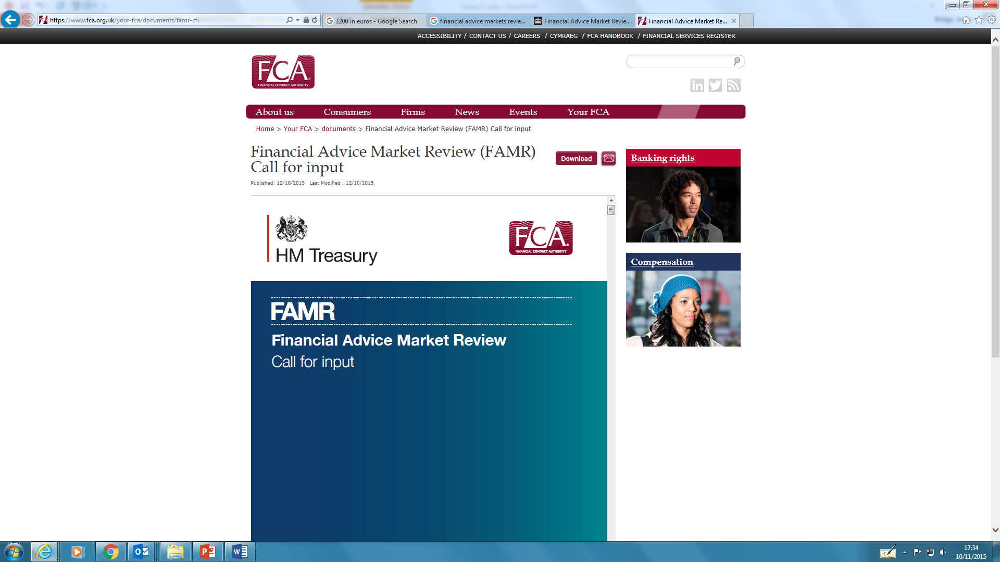 https://www.fca.org.uk/your-fca/documents/famr-cfi
£200 in euros - Google Search
financial advice markets revie...
Financial Advice Market Revie...
Financial Advice Market Re...
ACCESSIBILITY / CONTACT US / CAREERS / CYMRAEG / FCA HANDBOOK / FINANCIAL SERVICES REGISTER
FCA
FINANCIAL CONDUCT AUTHORITY
About us Consumers Firms News Events Your FCA
Home > Your FCA > documents > Financial Advice Market Review (FAMR) Call for input
Financial Advice Market Review (FAMR)
Call for input
Download
Published: 12/10/2015 Last Modified : 12/10/2015
HM Treasury
FCA
FINANCIAL CONDUCT AUTHORITY
FAMR
Financial Advice Market Review
Call for input
Banking rights
Compensation
17:34
10/11/2015